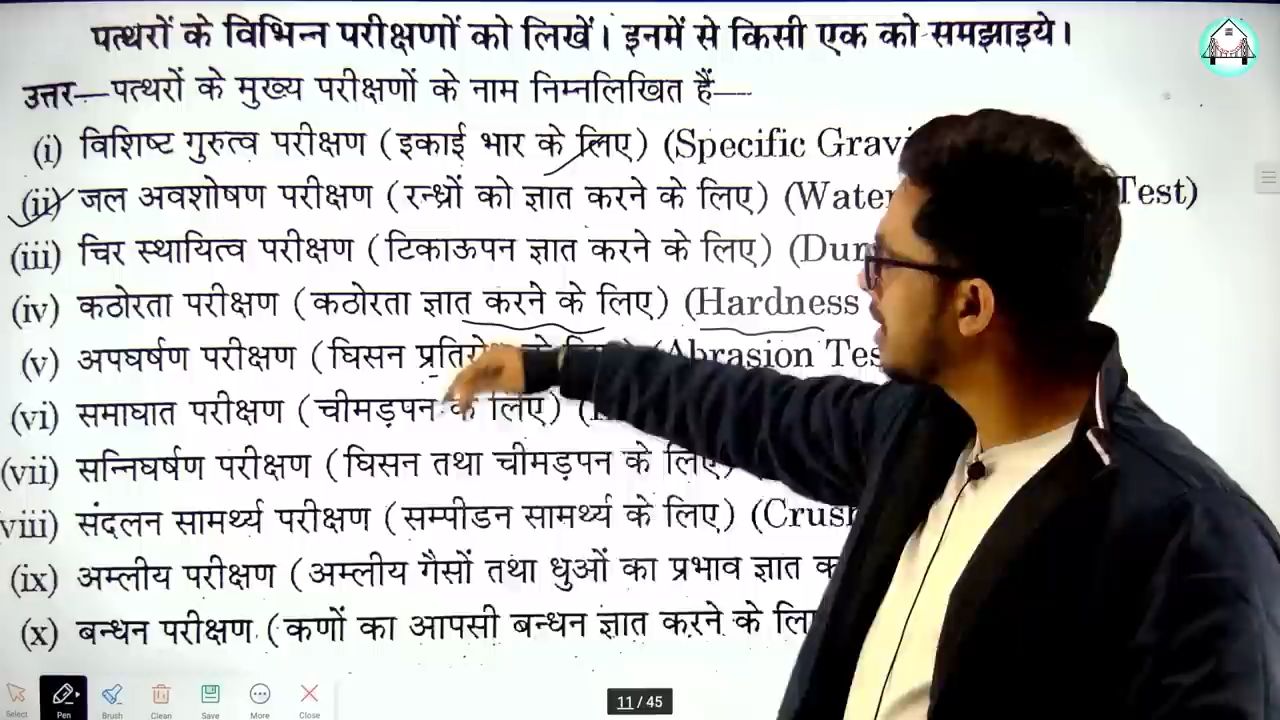 पत्थरों के विभिन्न परीक्षणों को लिखें। इनमें से किसी एक को समझाइये।
उत्तर—पत्थरों के मुख्य परीक्षणों के नाम निम्नलिखित हैं—
(i) विशिष्ट गुरुत्व परीक्षण (इकाई भार के लिए) (Specific
(ii) जल अवशोषण परीक्षण (रन्ध्रों को ज्ञात करने के लिए) (Water Test)
(iii) चिर स्थायित्व परीक्षण (टिकाऊपन ज्ञात करने के लिए)
(iv) कठोरता परीक्षण (कठोरता ज्ञात करने के लिए) (Hardness
(v) अपघर्षण परीक्षण (घिसन (Abrasion
(vi) समाघात परीक्षण (चीमड़पन के लिए)
(vii) सन्निघर्षण परीक्षण (घिसन तथा चीमड़पन के लिए)
(viii) संदलन सामर्थ्य परीक्षण (सम्पीडन सामर्थ्य के लिए)
(ix) अम्लीय परीक्षण (अम्लीय गैसों तथा धुओं का प्रभाव ज्ञात
(x) बन्धन परीक्षण (कणों का आपसी बन्धन ज्ञात करने के
Select Pen Brush Clean Save More Close
11 / 45